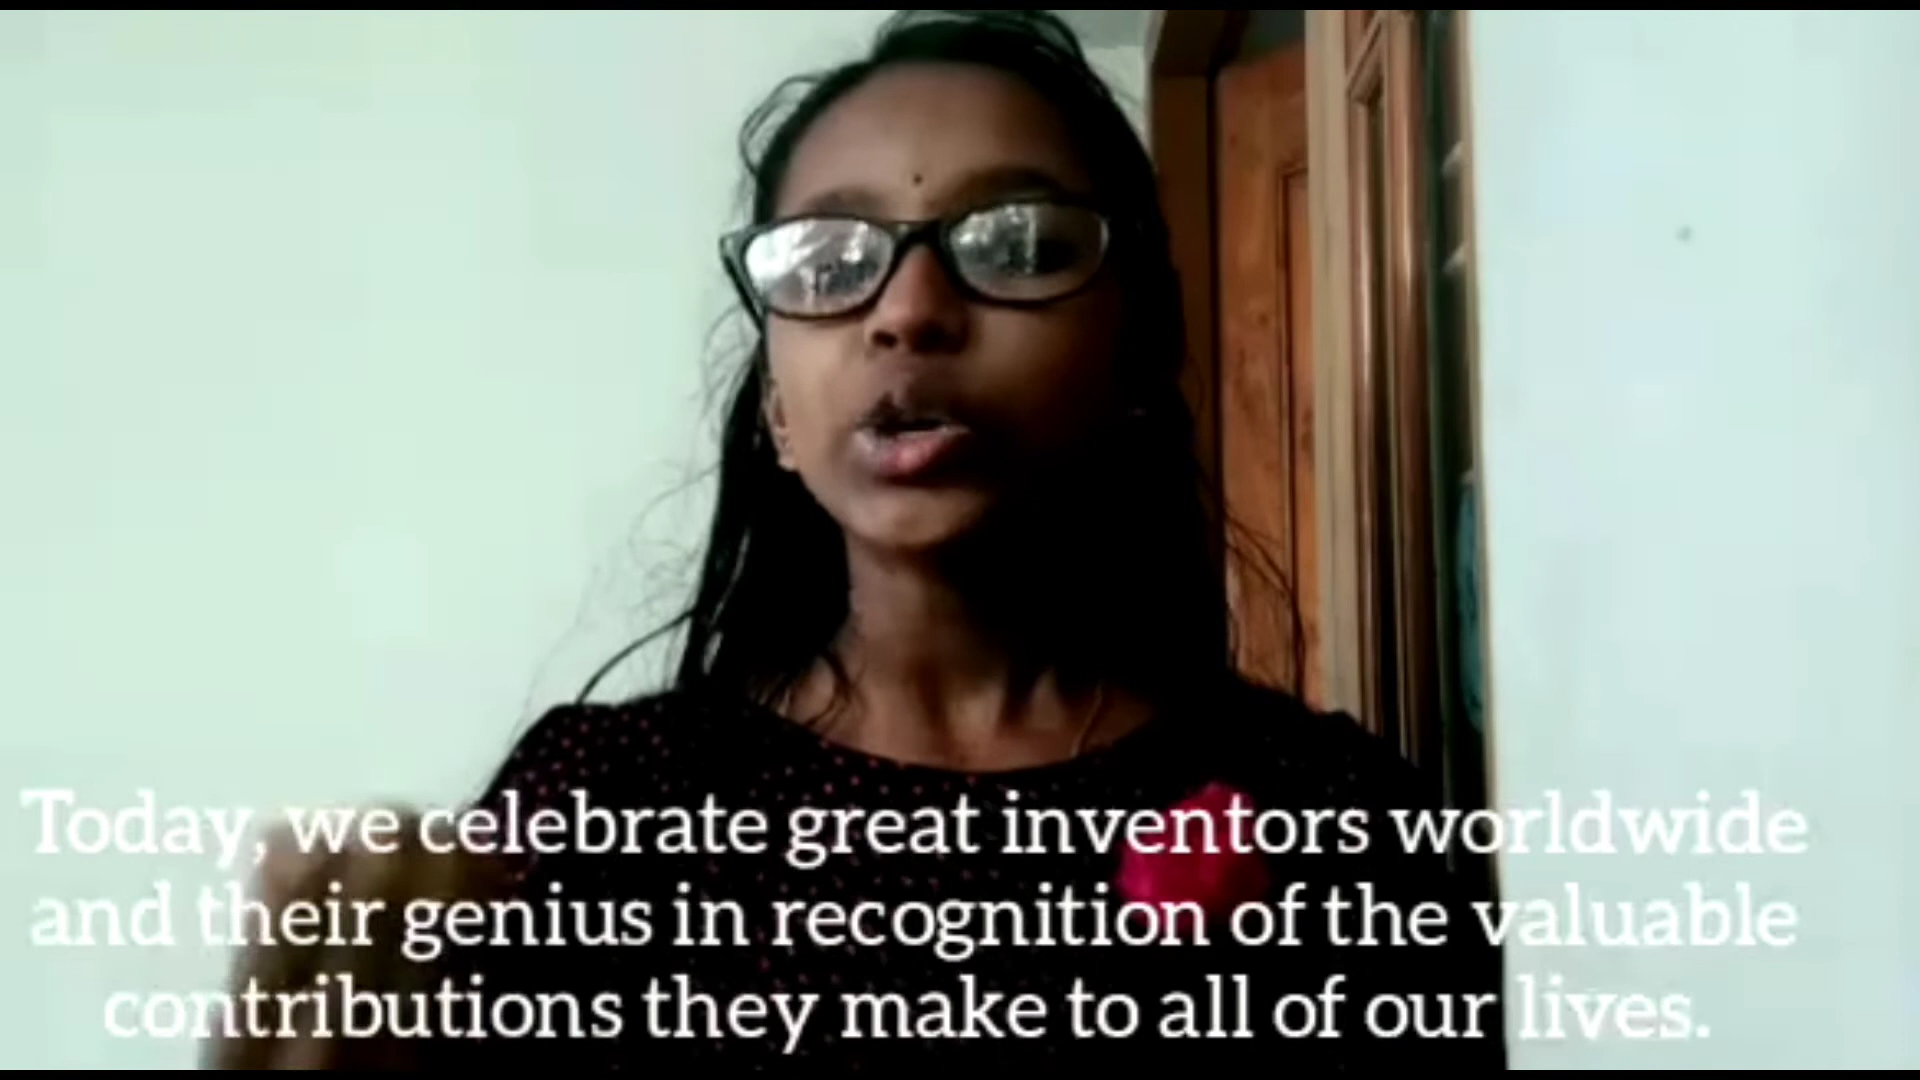 Today, we celebrate great inventors worldwide
and their genius in recognition of the valuable
contributions they make to all of our lives.